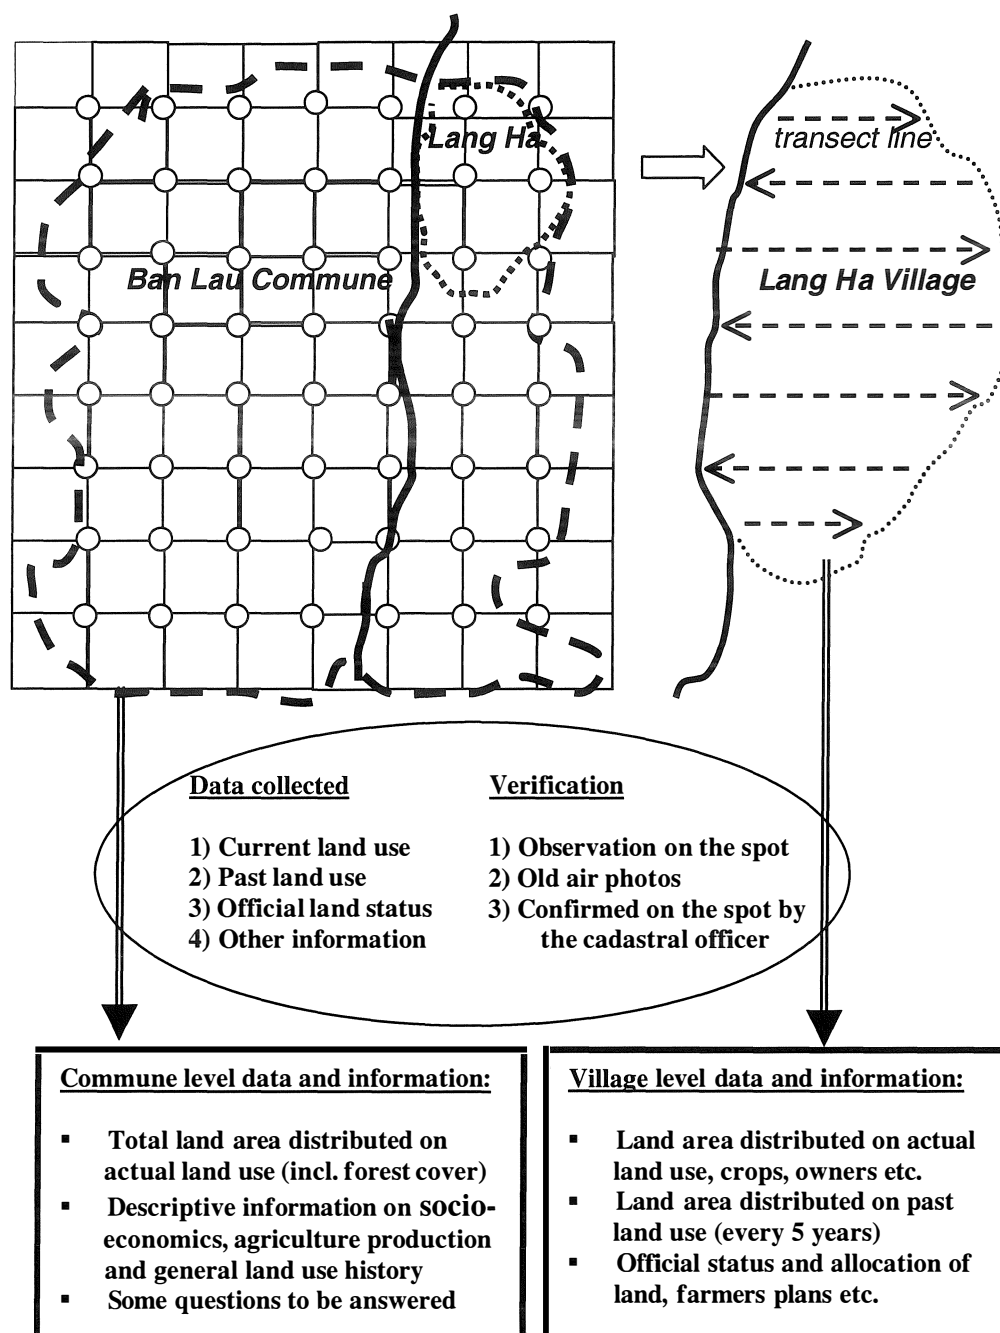 Lang Ha
transect line
Ban Lau Commune
Lang Ha Village
Data collected
1) Current land use
2) Past land use
3) Official land status
4) Other information
Verification
1) Observation on the spot
2) Old air photos
3) Confirmed on the spot by
the cadastral officer
Commune level data and information:
▪ Total land area distributed on
actual land use (incl. forest cover)
▪ Descriptive information on socio-
economics, agriculture production
and general land use history
▪ Some questions to be answered
Village level data and information:
▪ Land area distributed on actual
land use, crops, owners etc.
▪ Land area distributed on past
land use (every 5 years)
▪ Official status and allocation of
land, farmers plans etc.